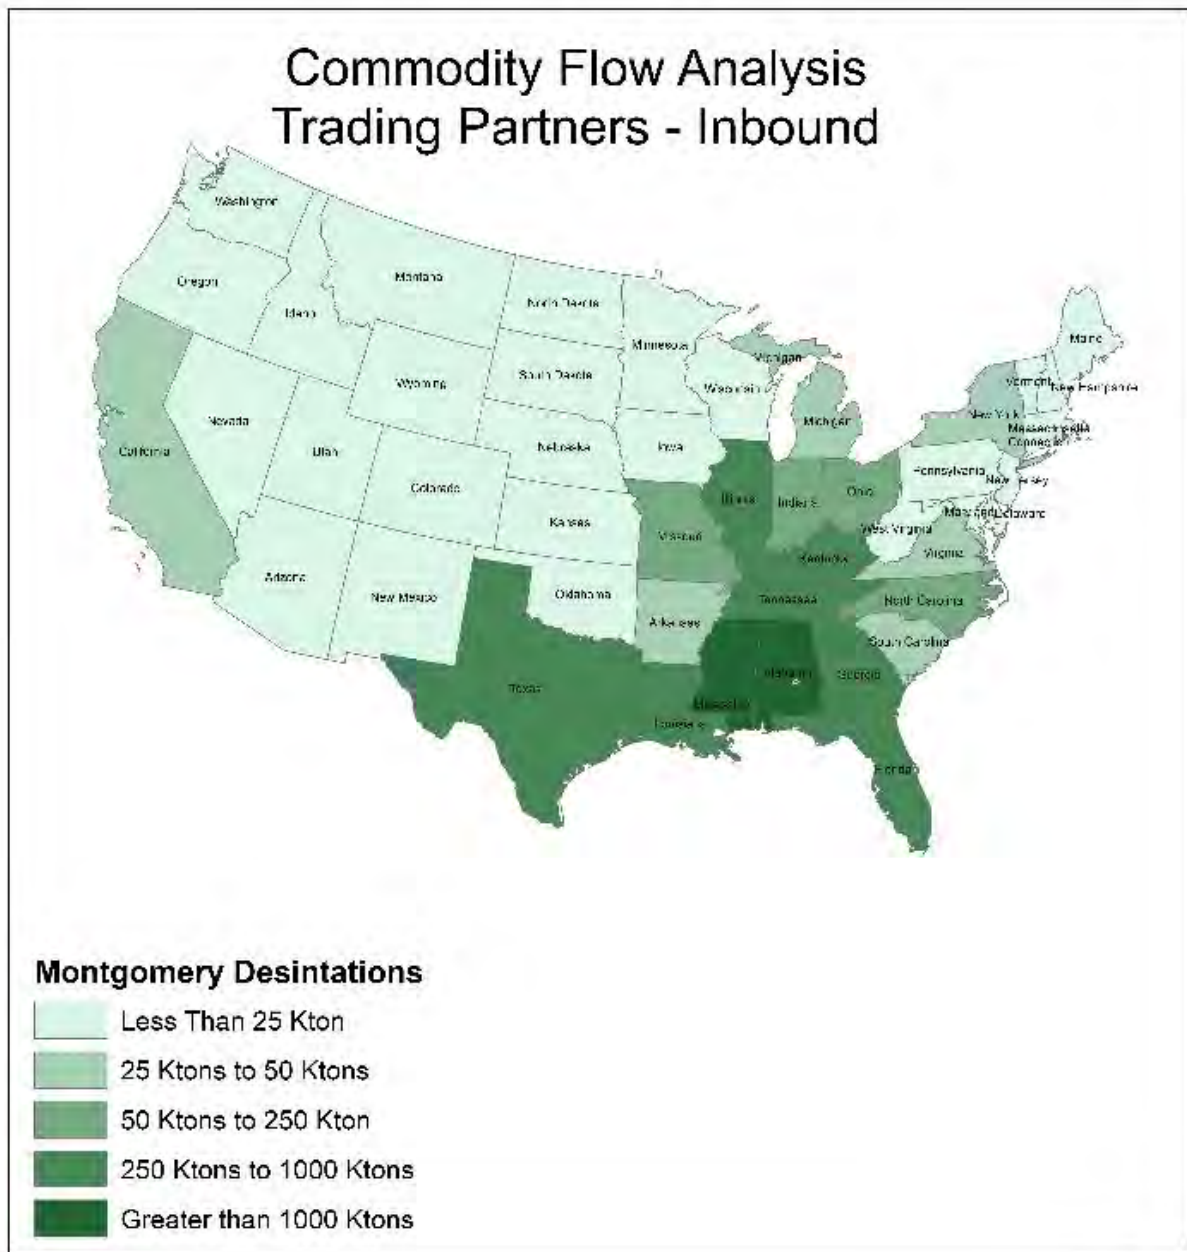 Commodity Flow Analysis
Trading Partners - Inbound
Washington
Montana
Oregon
Idaho
North Dakota
Minnesota
Maine
Michigan
South Dakota
Wyoming
Wisconsin
Vermont
New Hampshire
New York
Nevada
Michigan
Massachusetts
Connecticut
Nebraska
Iowa
California
Utah
Pennsylvania
New Jersey
Colorado
Illinois
Indiana
Ohio
Maryland
Delaware
Kansas
West Virginia
Missouri
Virginia
Kentucky
Arizona
New Mexico
Oklahoma
Tennessee
North Carolina
Arkansas
South Carolina
Texas
Alabama
Georgia
Mississippi
Louisiana
Florida
Montgomery Desintations
Less Than 25 Kton
25 Ktons to 50 Ktons
50 Ktons to 250 Kton
250 Ktons to 1000 Ktons
Greater than 1000 Ktons